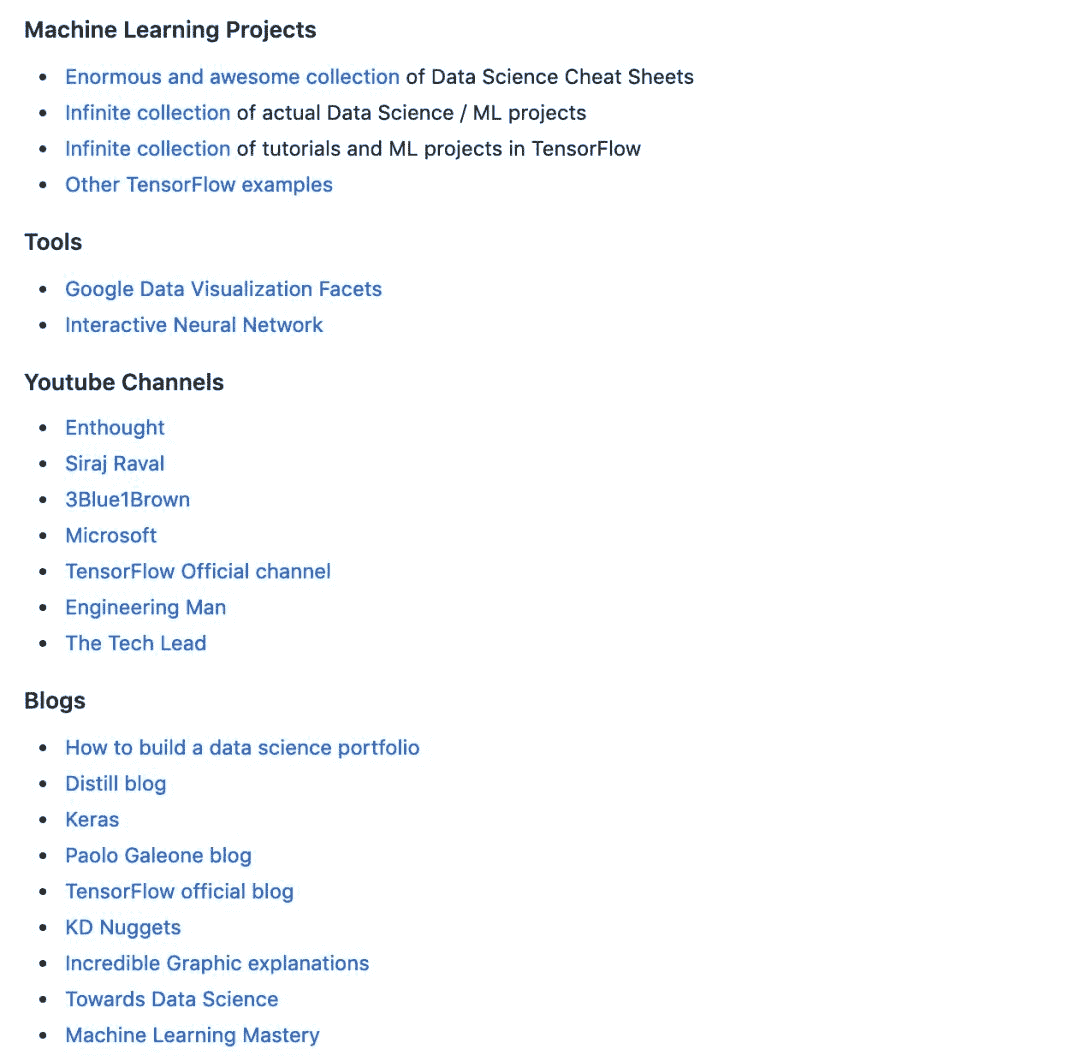 Machine Learning Projects
• Enormous and awesome collection of Data Science Cheat Sheets
• Infinite collection of actual Data Science / ML projects
• Infinite collection of tutorials and ML projects in TensorFlow
• Other TensorFlow examples
Tools
• Google Data Visualization Facets
• Interactive Neural Network
Youtube Channels
• Enthought
• Siraj Raval
• 3Blue1Brown
• Microsoft
• TensorFlow Official channel
• Engineering Man
• The Tech Lead
Blogs
• How to build a data science portfolio
• Distill blog
• Keras
• Paolo Galeone blog
• TensorFlow official blog
• KD Nuggets
• Incredible Graphic explanations
• Towards Data Science
• Machine Learning Mastery